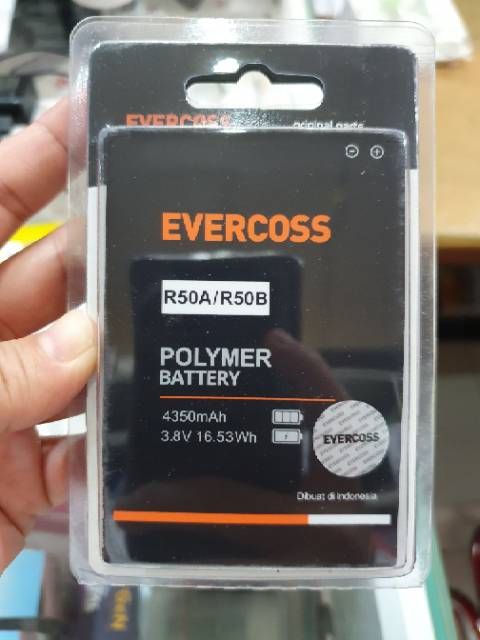 EVERCOSS
original parts
EVERCOSS
R50A/R50B
POLYMER
BATTERY
4350mAh
3.8V 16.53Wh
EVERCOSS
Dibuat di Indonesia